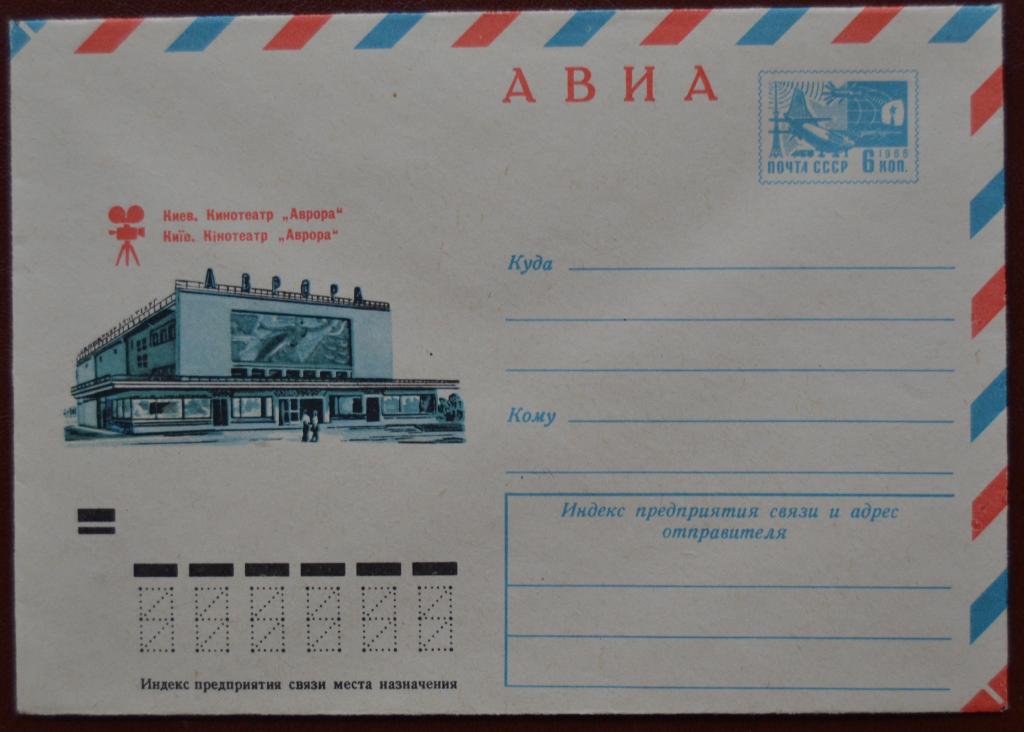 АВИА
1966
ПОЧТА СССР 6 КОП.
Киев. Кинотеатр „Аврора“
Київ. Кінотеатр „Аврора“
АВРОРА
Куда
Кому
Индекс предприятия связи и адрес
отправителя
Индекс предприятия связи места назначения